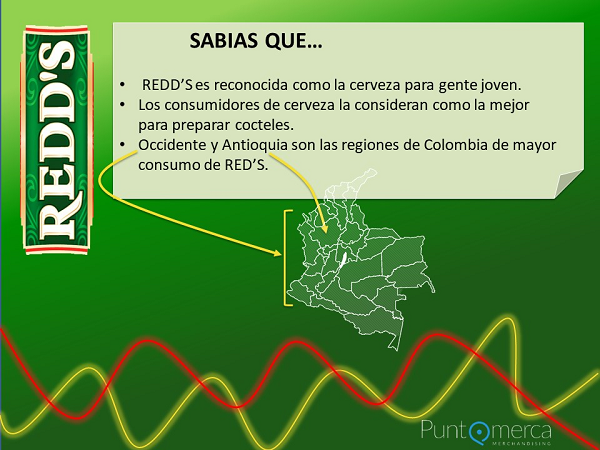 REDD'S
SABIAS QUE...
• REDD'S es reconocida como la cerveza para gente joven.
• Los consumidores de cerveza la consideran como la mejor
para preparar cocteles.
• Occidente y Antioquia son las regiones de Colombia de mayor
consumo de RED'S.
Puntomerca
MERCHANDISING